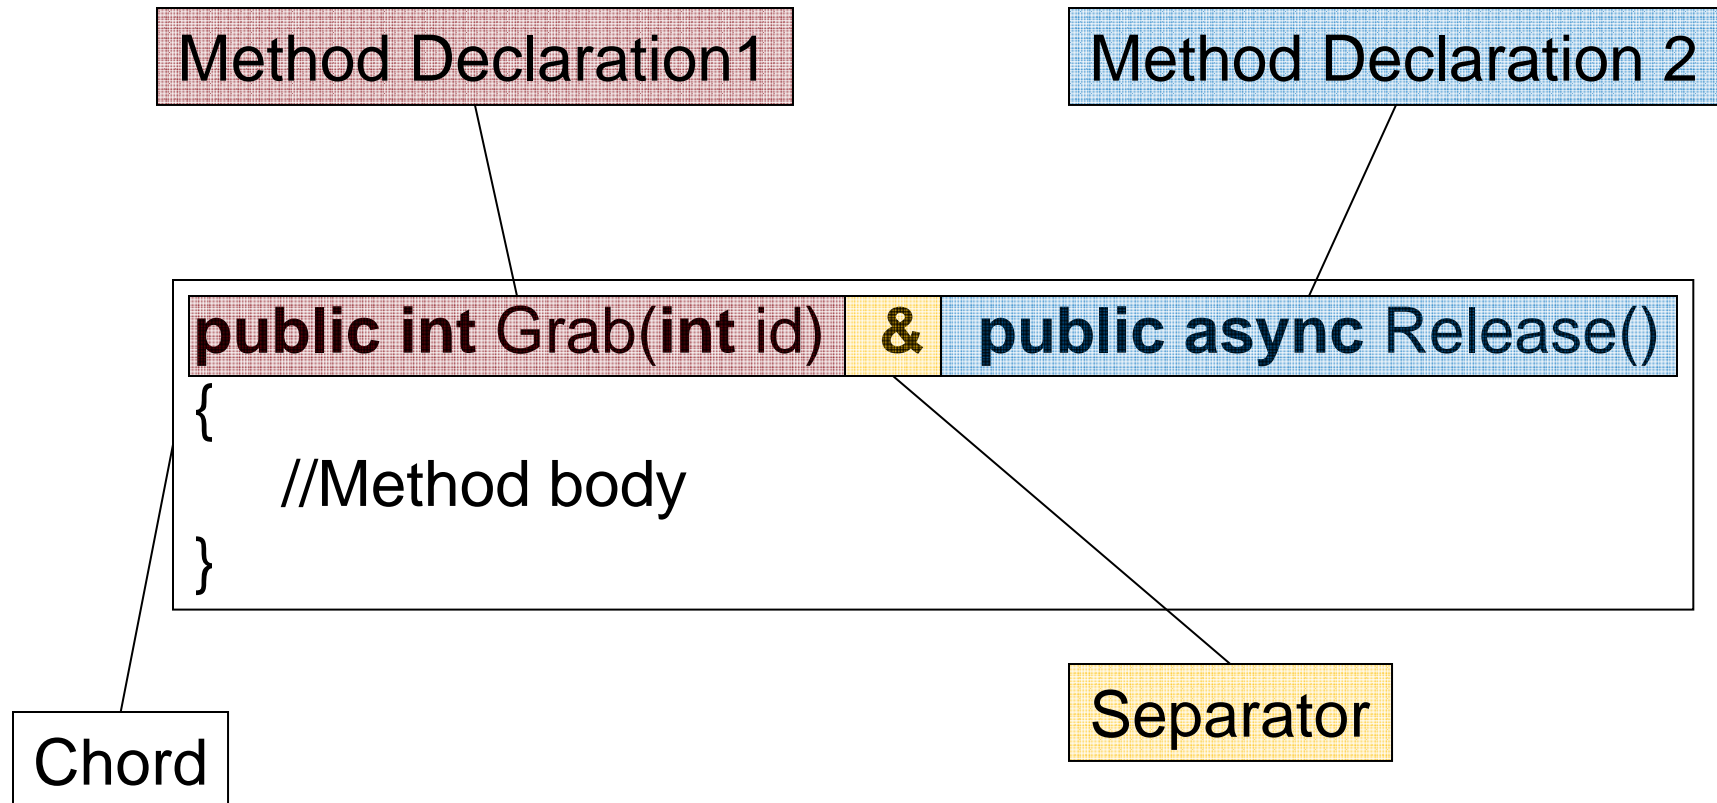 Method Declaration1
Method Declaration 2
public int Grab(int id) & public async Release()
{
//Method body
}
Separator
Chord